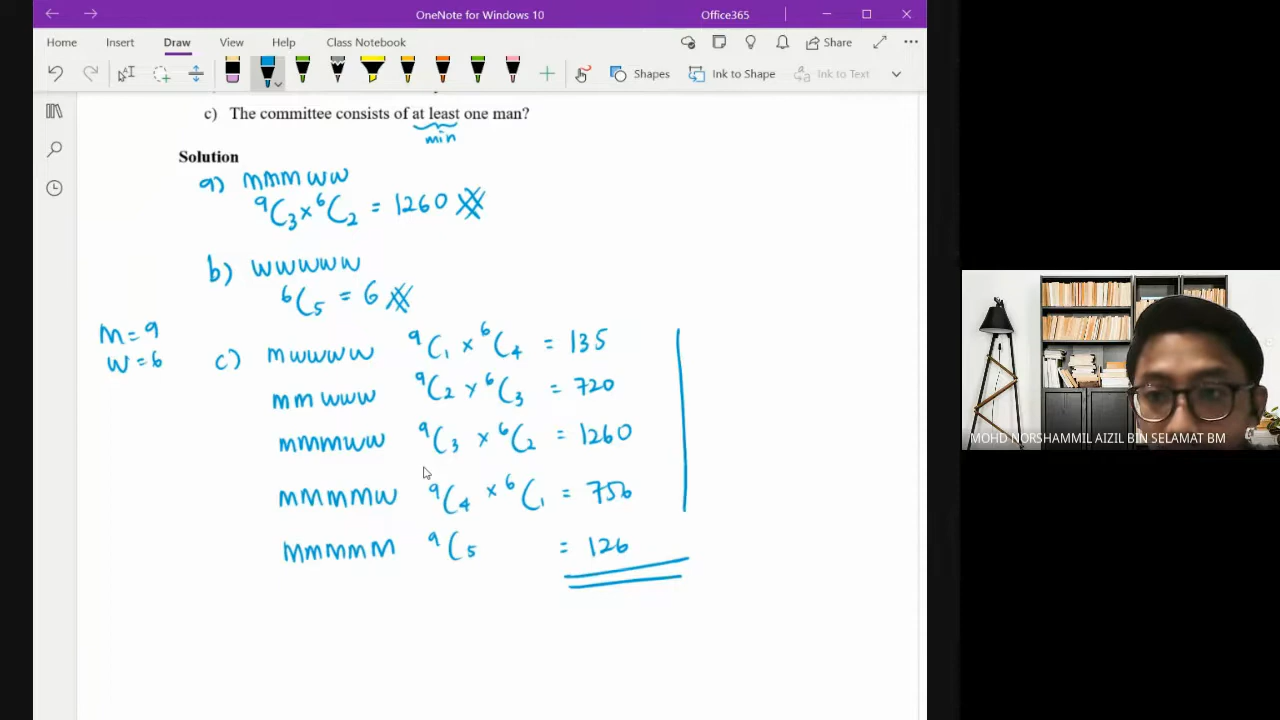 OneNote for Windows 10 Office365
Home Insert Draw View Help Class Notebook Share
Shapes Ink to Shape Ink to Text
c) The committee consists of at least one man?
min
Solution
a) MMMWW
⁹C₃ × ⁶C₂ = 1260
b) WWWWW
⁶C₅ = 6
M = 9
W = 6
c) MWWWW ⁹C₁ × ⁶C₄ = 135
MMWWW ⁹C₂ × ⁶C₃ = 720
MMMWW ⁹C₃ × ⁶C₂ = 1260
MMMMW ⁹C₄ × ⁶C₁ = 756
MMMMM ⁹C₅ = 126
MOHD NORSHAMMIL AIZIL BIN SELAMAT BM